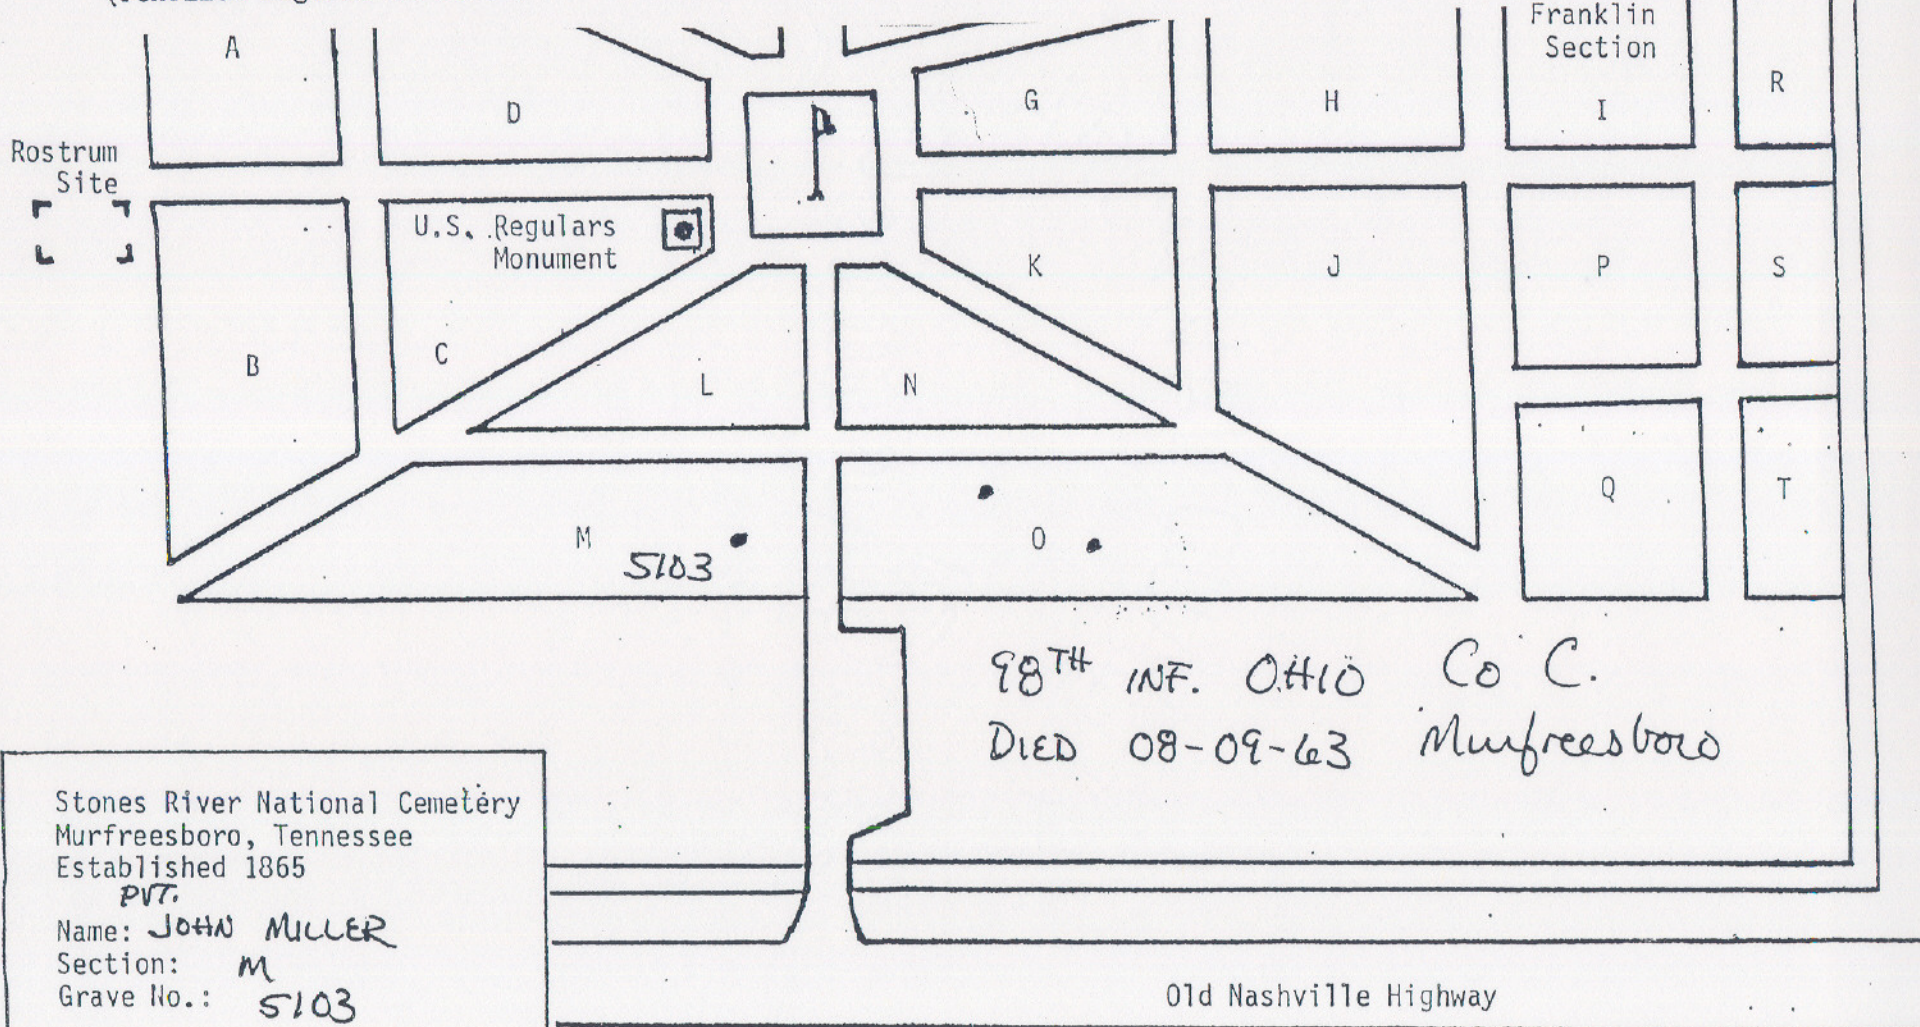 Franklin
Section
A
D
G
H
I
R
Rostrum
Site
U.S. Regulars
Monument
B
C
L
N
K
J
P
S
M
5103
O
Q
T
98TH INF. OHIO Co C.
DIED 08-09-63 Murfreesboro
Stones River National Cemetery
Murfreesboro, Tennessee
Established 1865
PVT.
Name: JOHN MILLER
Section: M
Grave No.: 5103
Old Nashville Highway